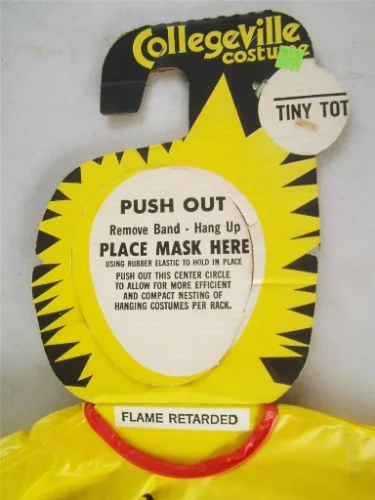 Collegeville
costume
TINY TOT
PUSH OUT
Remove Band - Hang Up
PLACE MASK HERE
USING RUBBER ELASTIC TO HOLD IN PLACE
PUSH OUT THIS CENTER CIRCLE
TO ALLOW FOR MORE EFFICIENT
AND COMPACT NESTING OF
HANGING COSTUMES PER RACK.
FLAME RETARDED